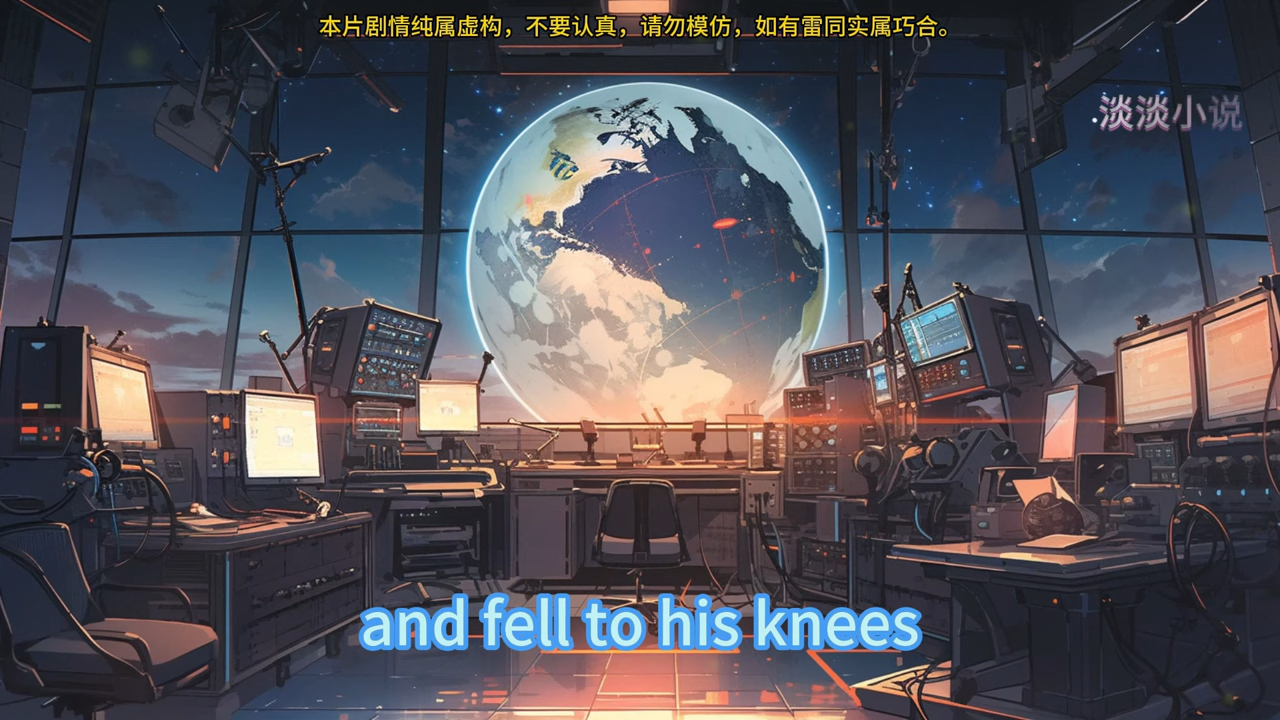 本片剧情纯属虚构，不要认真，请勿模仿，如有雷同实属巧合。
淡淡小说
and fell to his knees